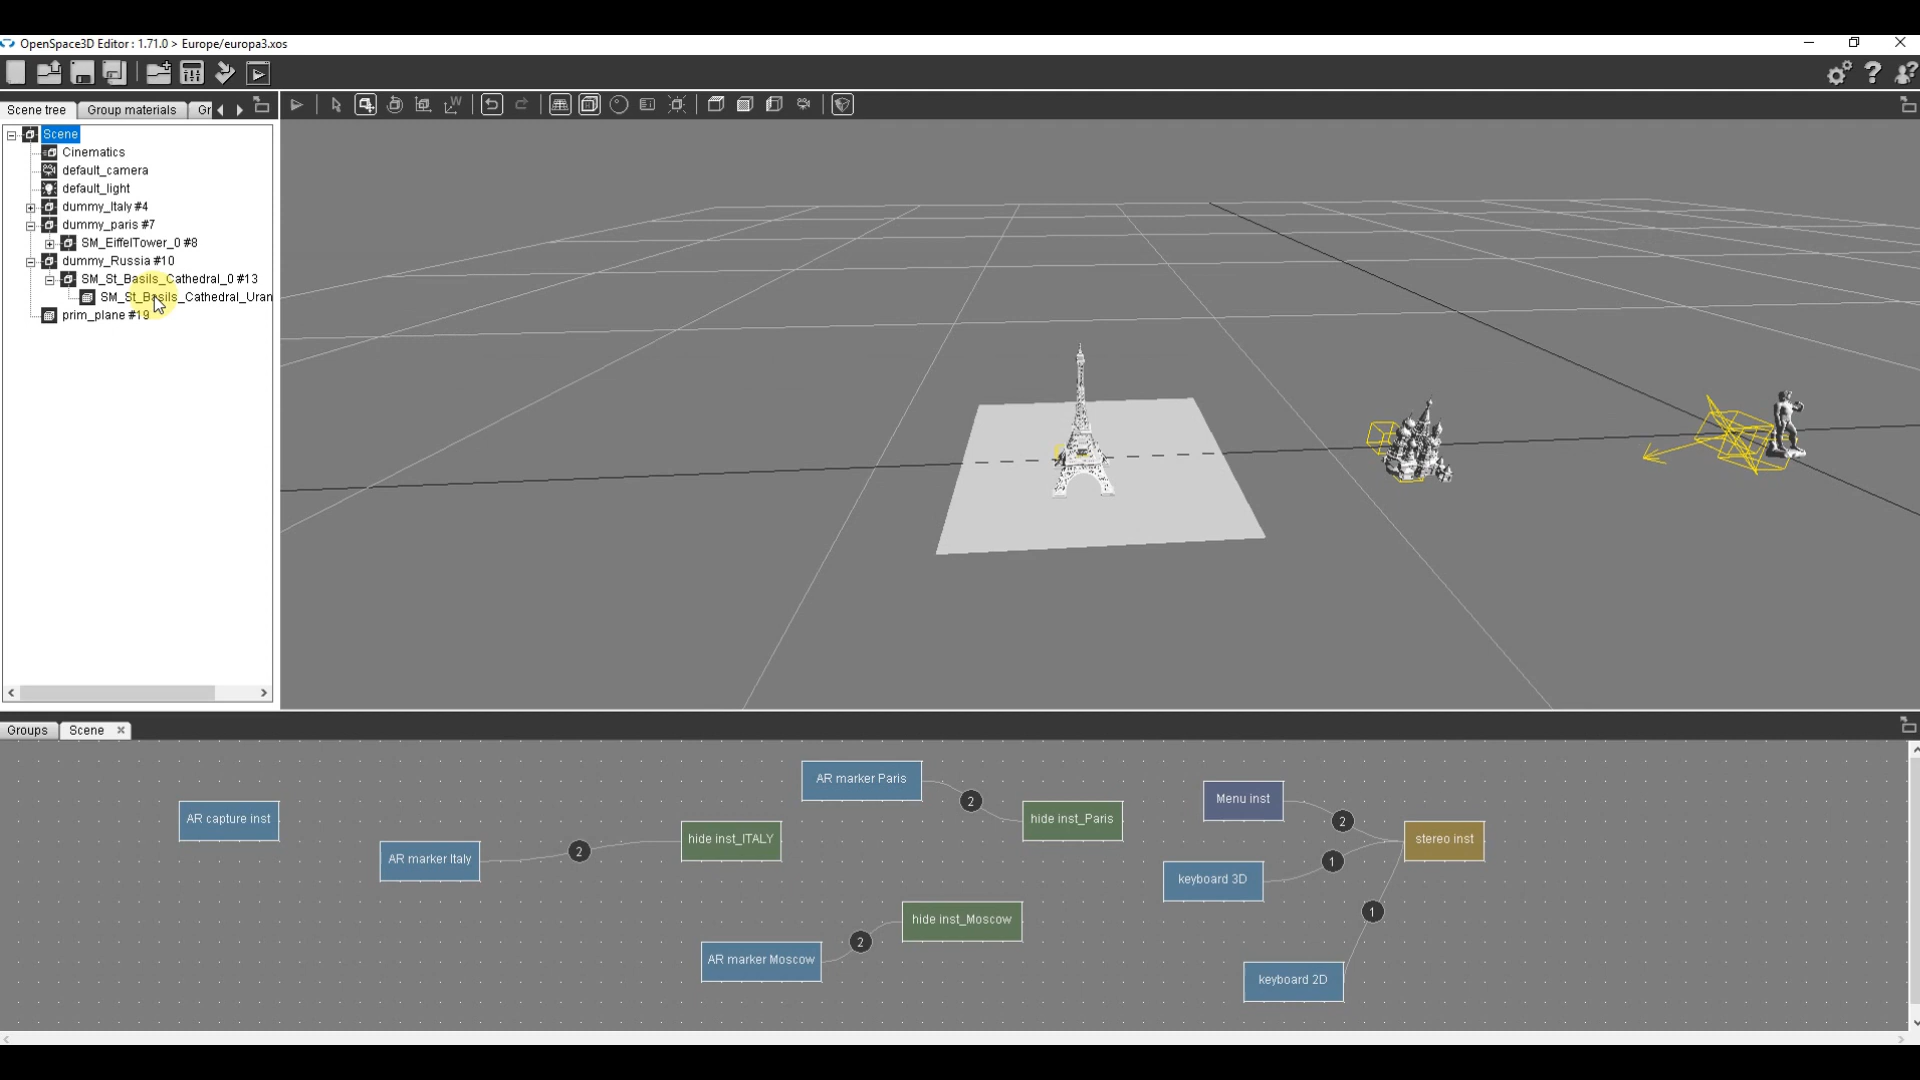 OpenSpace3D Editor : 1.71.0 > Europe/europa3.xos
Scene tree
Group materials
Gr
Scene
Cinematics
default_camera
default_light
dummy_Italy #4
dummy_paris #7
SM_EiffelTower_0 #8
dummy_Russia #10
SM_St_Basils_Cathedral_0 #13
SM_St_Basils_Cathedral_Uran
prim_plane #19
Groups
Scene
AR marker Paris
2
AR capture inst
hide inst_Paris
Menu inst
2
AR marker Italy
2
hide inst_ITALY
stereo inst
keyboard 3D
1
hide inst_Moscow
1
AR marker Moscow
2
keyboard 2D